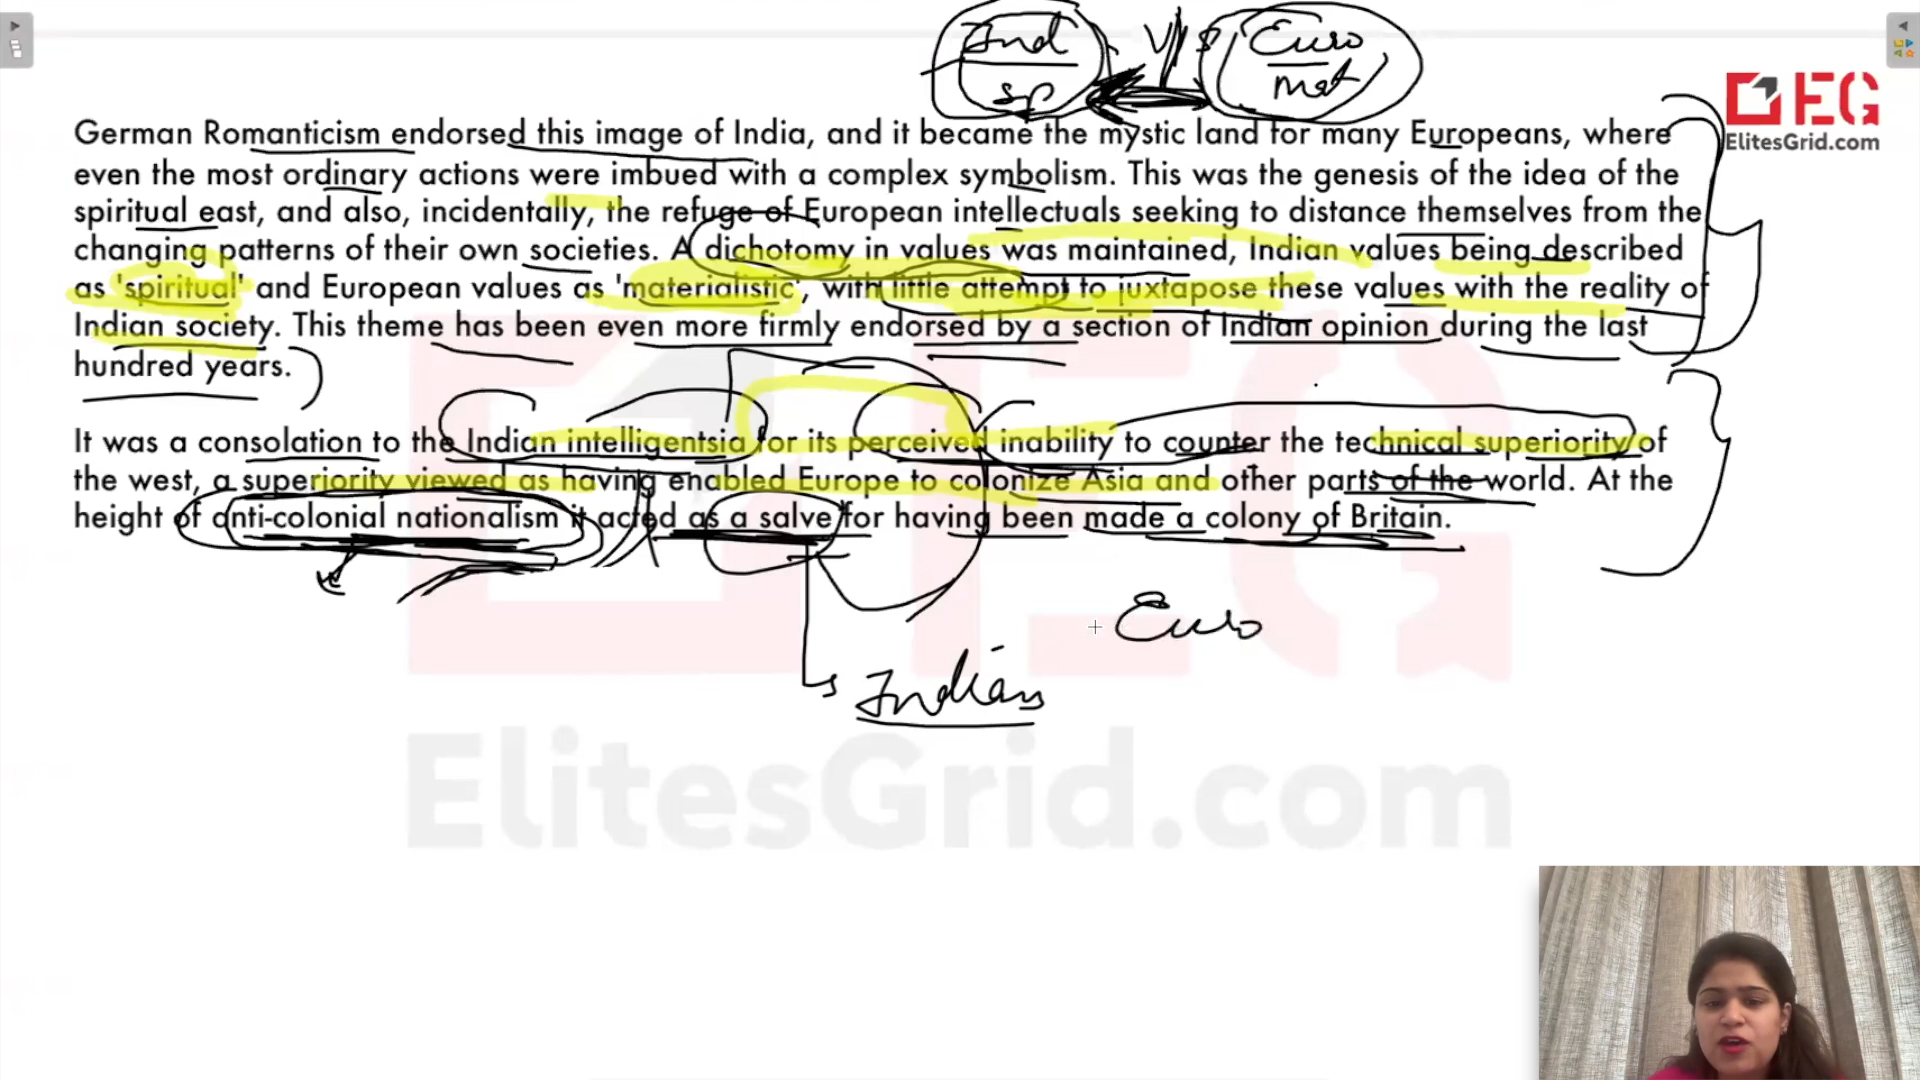 Ind V/S Euro
sp mat
EG
ElitesGrid.com
German Romanticism endorsed this image of India, and it became the mystic land for many Europeans, where
even the most ordinary actions were imbued with a complex symbolism. This was the genesis of the idea of the
spiritual east, and also, incidentally, the refuge of European intellectuals seeking to distance themselves from the
changing patterns of their own societies. A dichotomy in values was maintained, Indian values being described
as 'spiritual' and European values as 'materialistic', with little attempt to juxtapose these values with the reality of
Indian society. This theme has been even more firmly endorsed by a section of Indian opinion during the last
hundred years.
It was a consolation to the Indian intelligentsia for its perceived inability to counter the technical superiority of
the west, a superiority viewed as having enabled Europe to colonize Asia and other parts of the world. At the
height of anti-colonial nationalism it acted as a salve for having been made a colony of Britain.
Euro
Indians
ElitesGrid.com